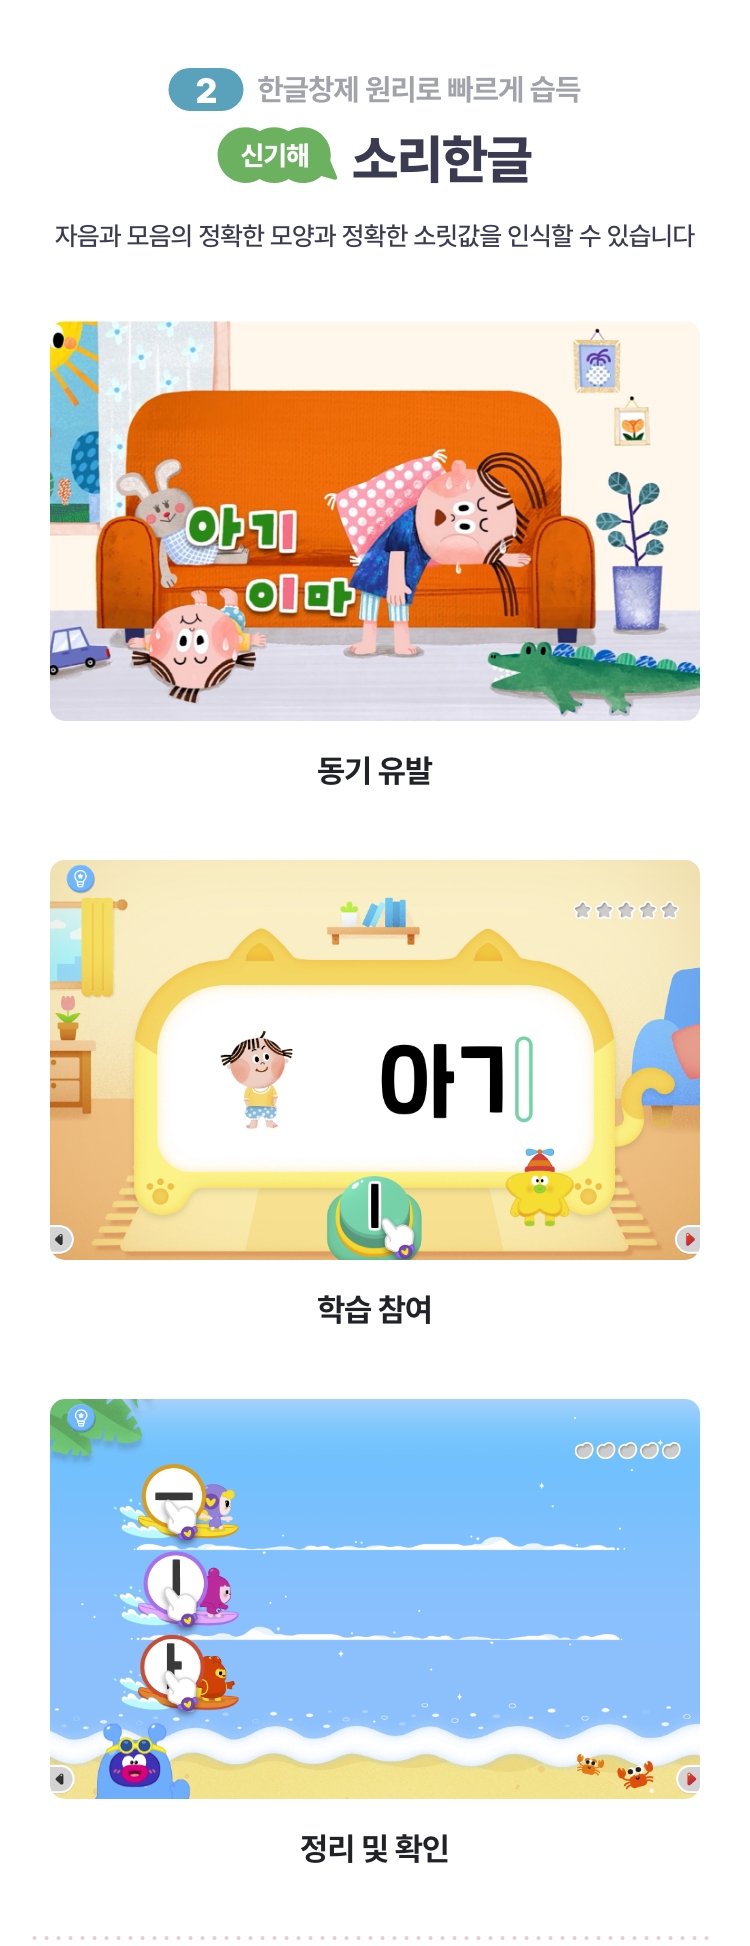 2 한글창제 원리로 빠르게 습득
신기해 소리한글
자음과 모음의 정확한 모양과 정확한 소릿값을 인식할 수 있습니다
아기
이마
동기 유발
아기
ㅣ
학습 참여
ㅡ
ㅣ
ㅏ
정리 및 확인